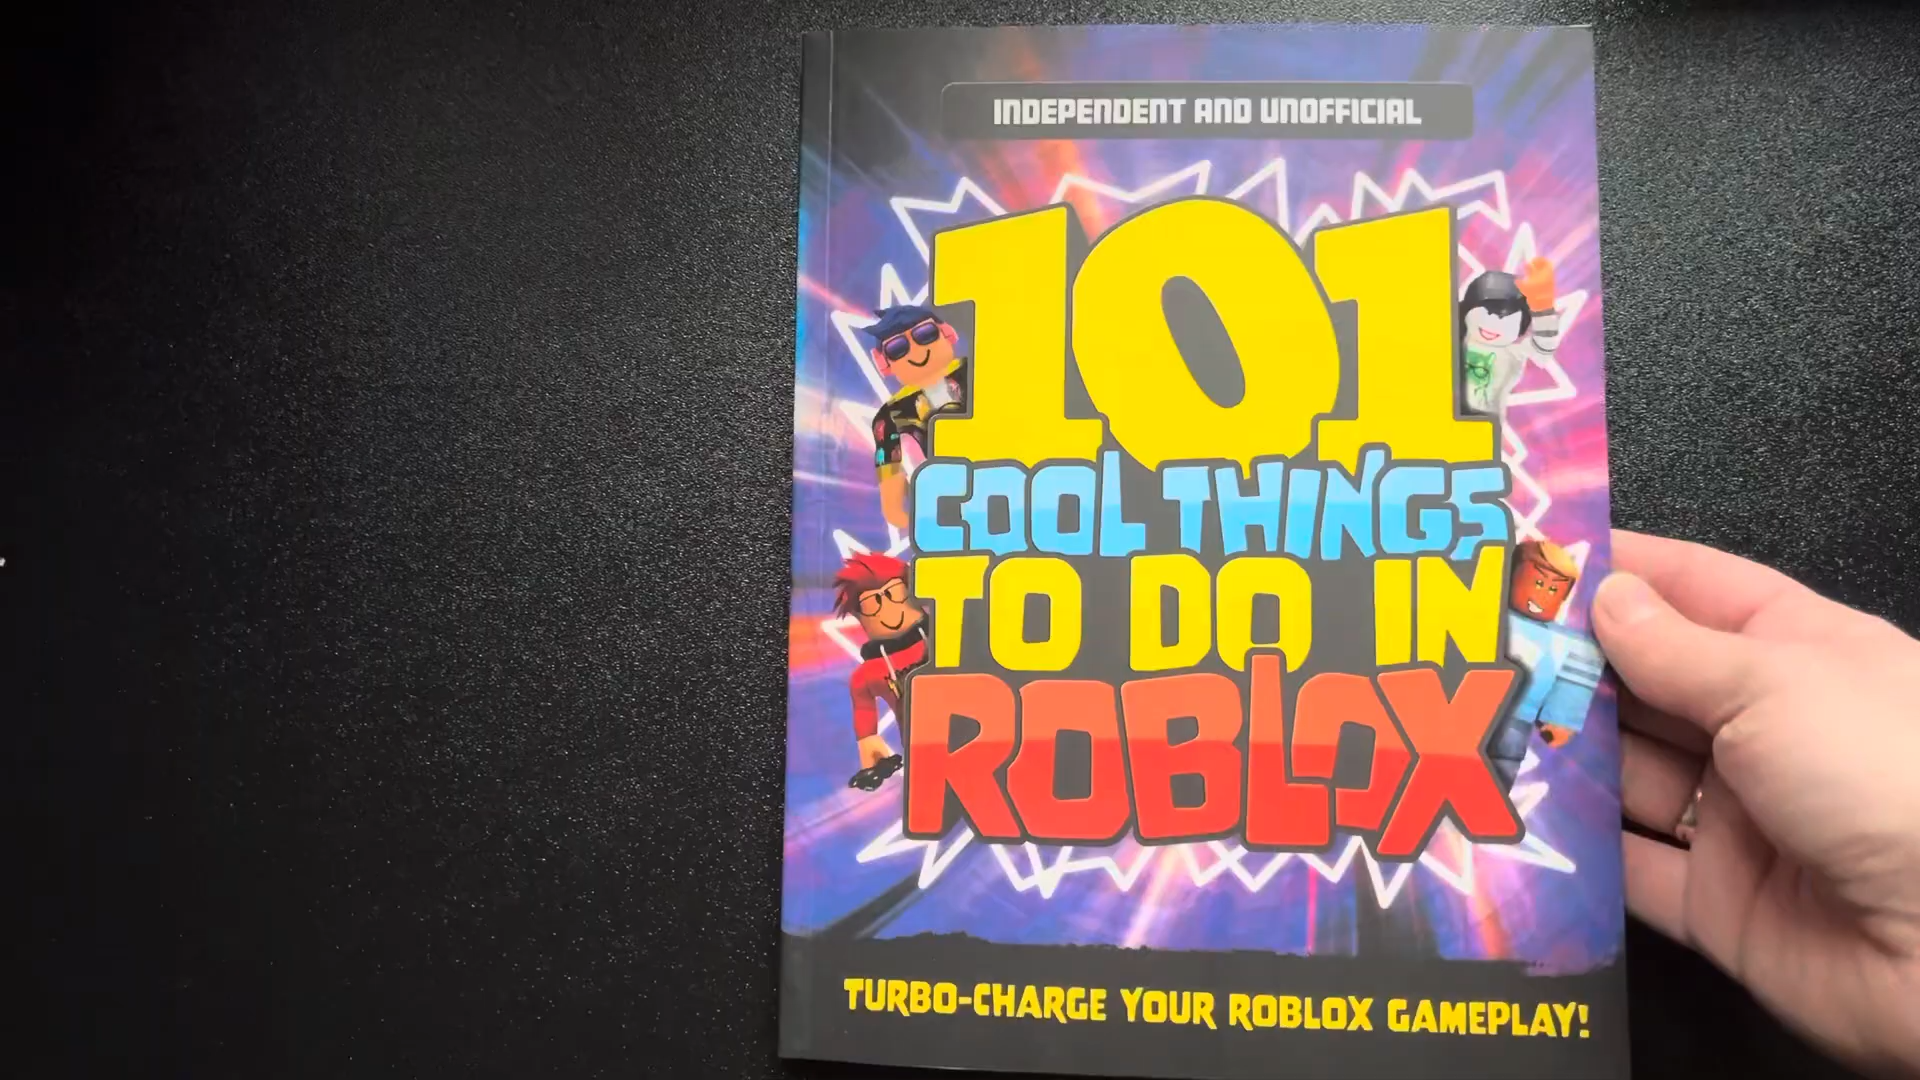 INDEPENDENT AND UNOFFICIAL
101
COOL THINGS
TO DO IN
ROBLOX
TURBO-CHARGE YOUR ROBLOX GAMEPLAY!